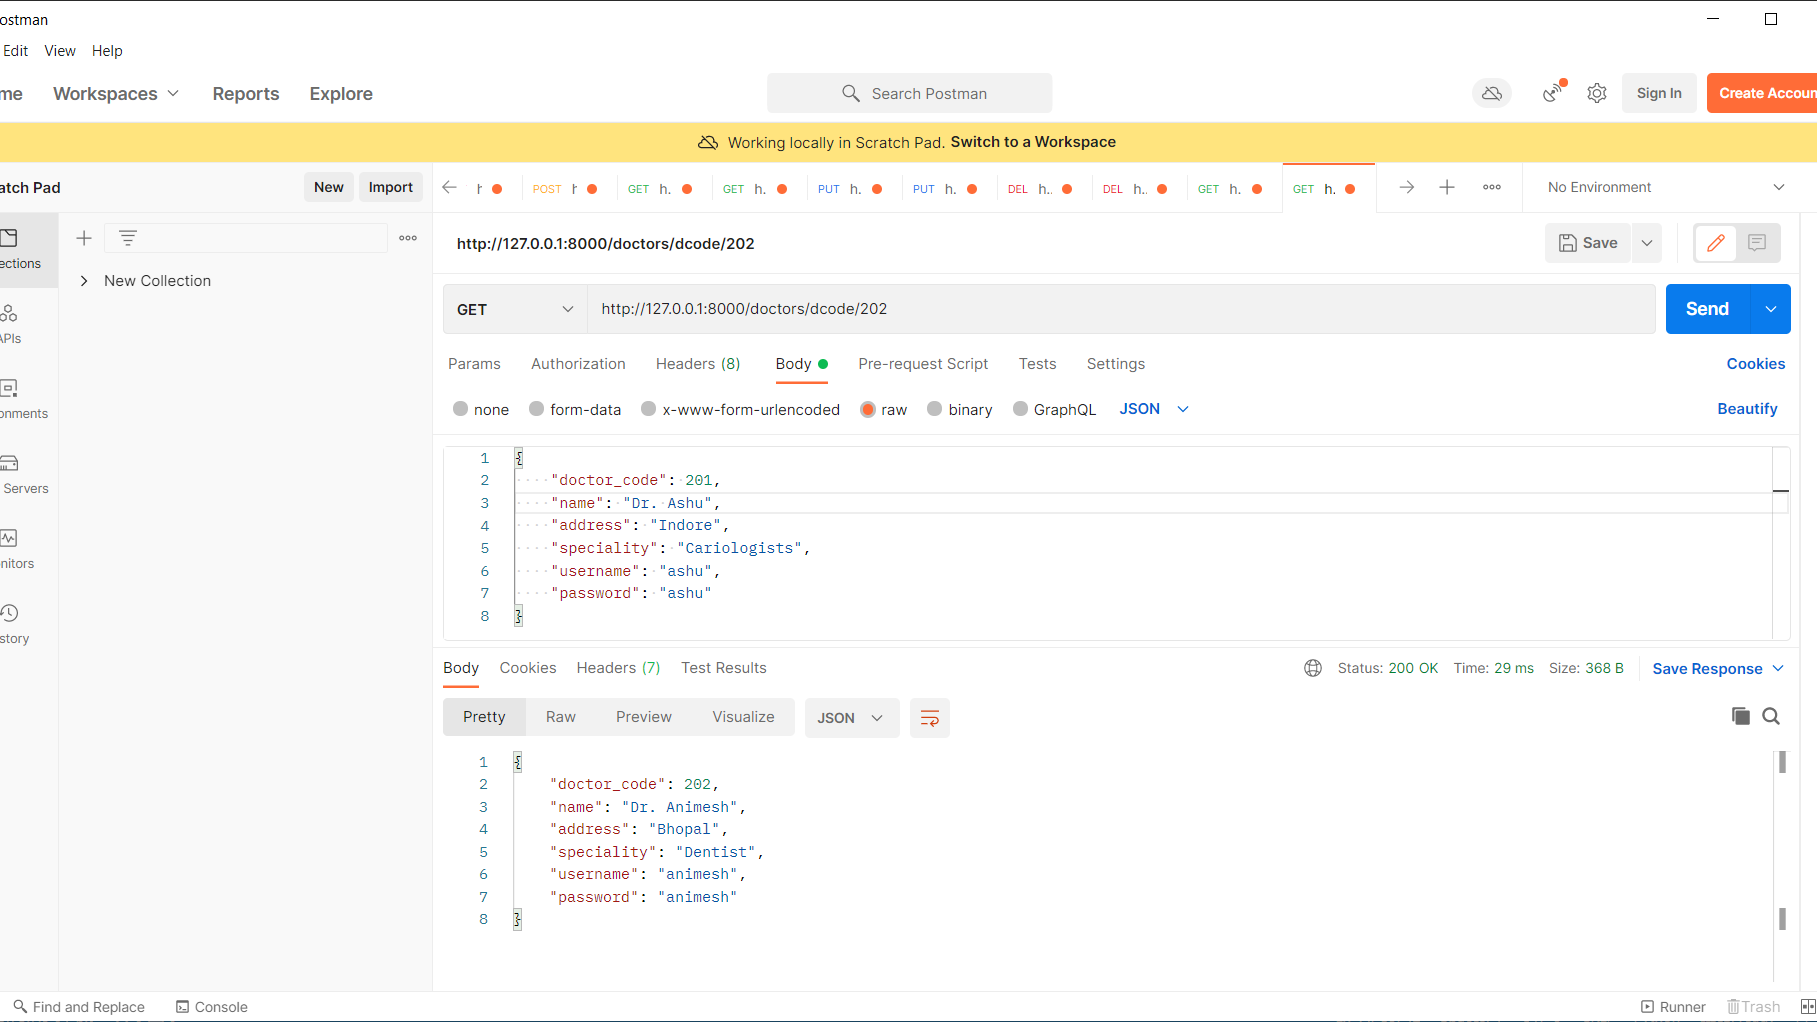 ostman
Edit View Help
me Workspaces Reports Explore Search Postman Sign In Create Accoun
Working locally in Scratch Pad. Switch to a Workspace
atch Pad New Import h POST h GET h. GET h. PUT h. PUT h. DEL h.. DEL h.. GET h. GET h. No Environment
http://127.0.0.1:8000/doctors/dcode/202 Save
ections
New Collection
GET http://127.0.0.1:8000/doctors/dcode/202 Send
APIs
Params Authorization Headers (8) Body Pre-request Script Tests Settings Cookies
onments
none form-data x-www-form-urlencoded raw binary GraphQL JSON Beautify
1 {
2 "doctor_code": 201,
Servers
3 "name": "Dr. Ashu",
4 "address": "Indore",
5 "speciality": "Cariologists",
nitors
6 "username": "ashu",
7 "password": "ashu"
8 }
story
Body Cookies Headers (7) Test Results Status: 200 OK Time: 29 ms Size: 368 B Save Response
Pretty Raw Preview Visualize JSON
1 {
2 "doctor_code": 202,
3 "name": "Dr. Animesh",
4 "address": "Bhopal",
5 "speciality": "Dentist",
6 "username": "animesh",
7 "password": "animesh"
8 }
Find and Replace Console Runner Trash